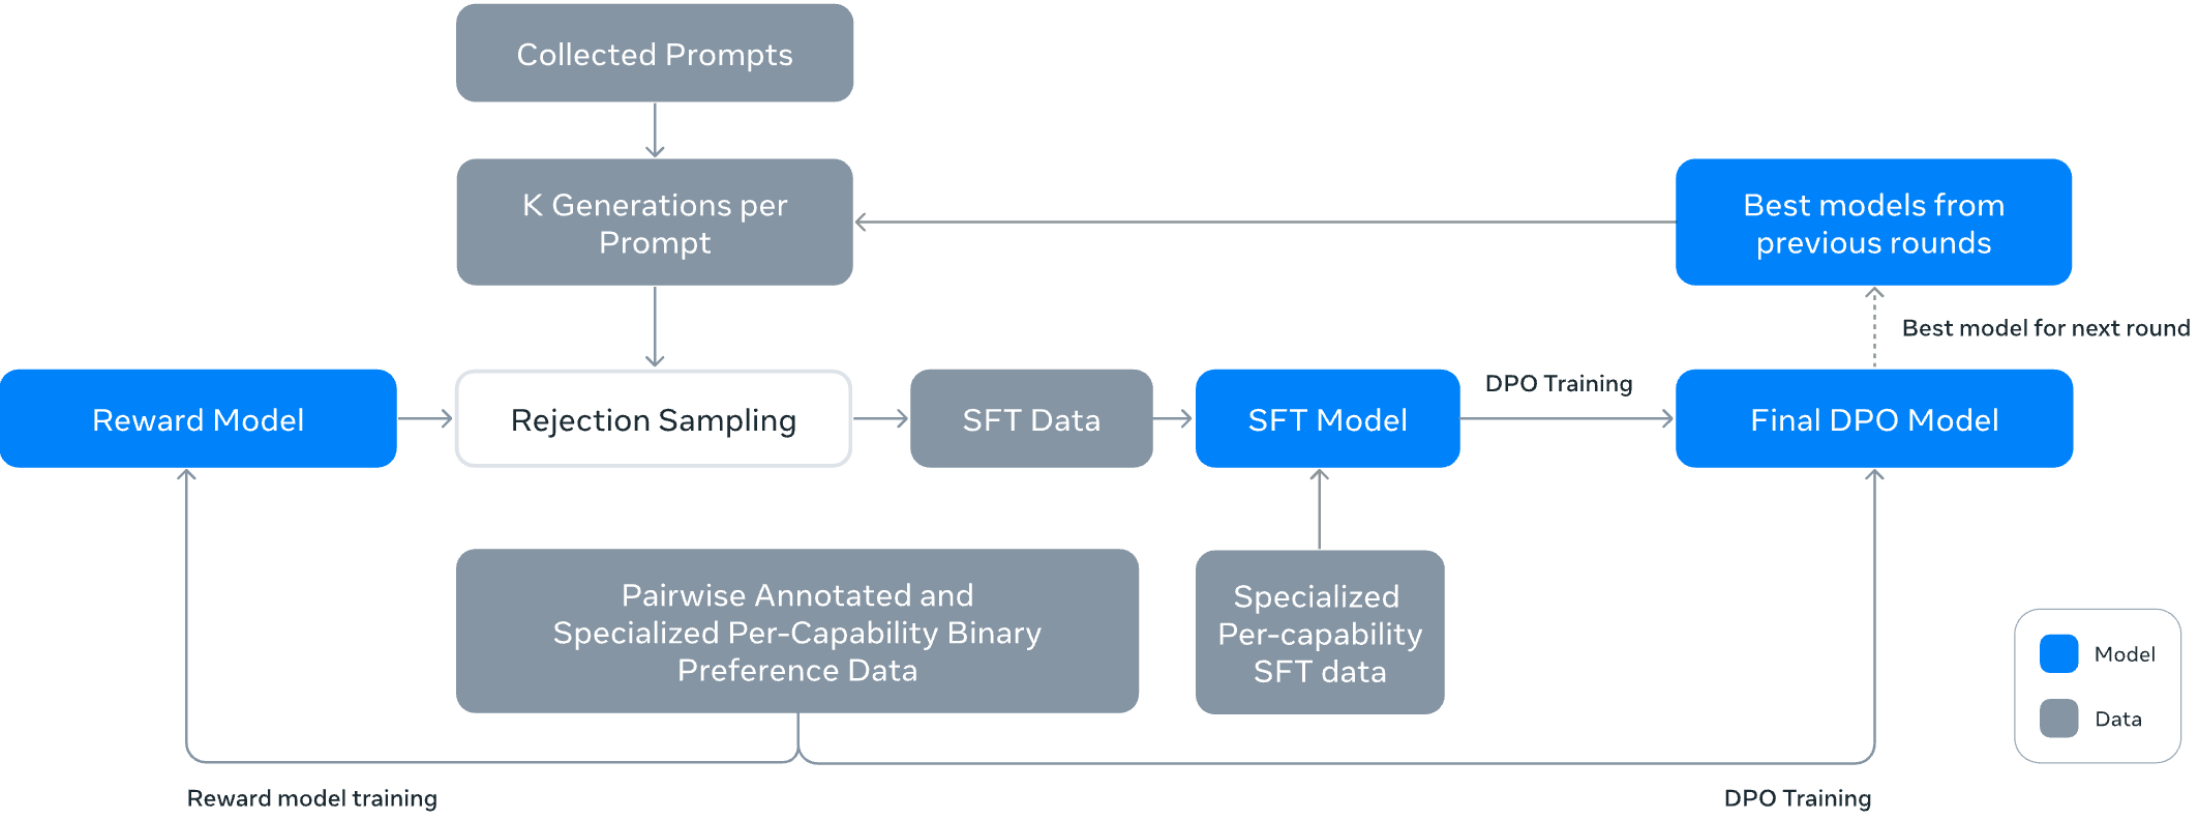 Collected Prompts
K Generations per
Prompt
Best models from
previous rounds
Best model for next round
Reward Model
Rejection Sampling
SFT Data
SFT Model
DPO Training
Final DPO Model
Pairwise Annotated and
Specialized Per-Capability Binary
Preference Data
Specialized
Per-capability
SFT data
Model
Data
Reward model training
DPO Training